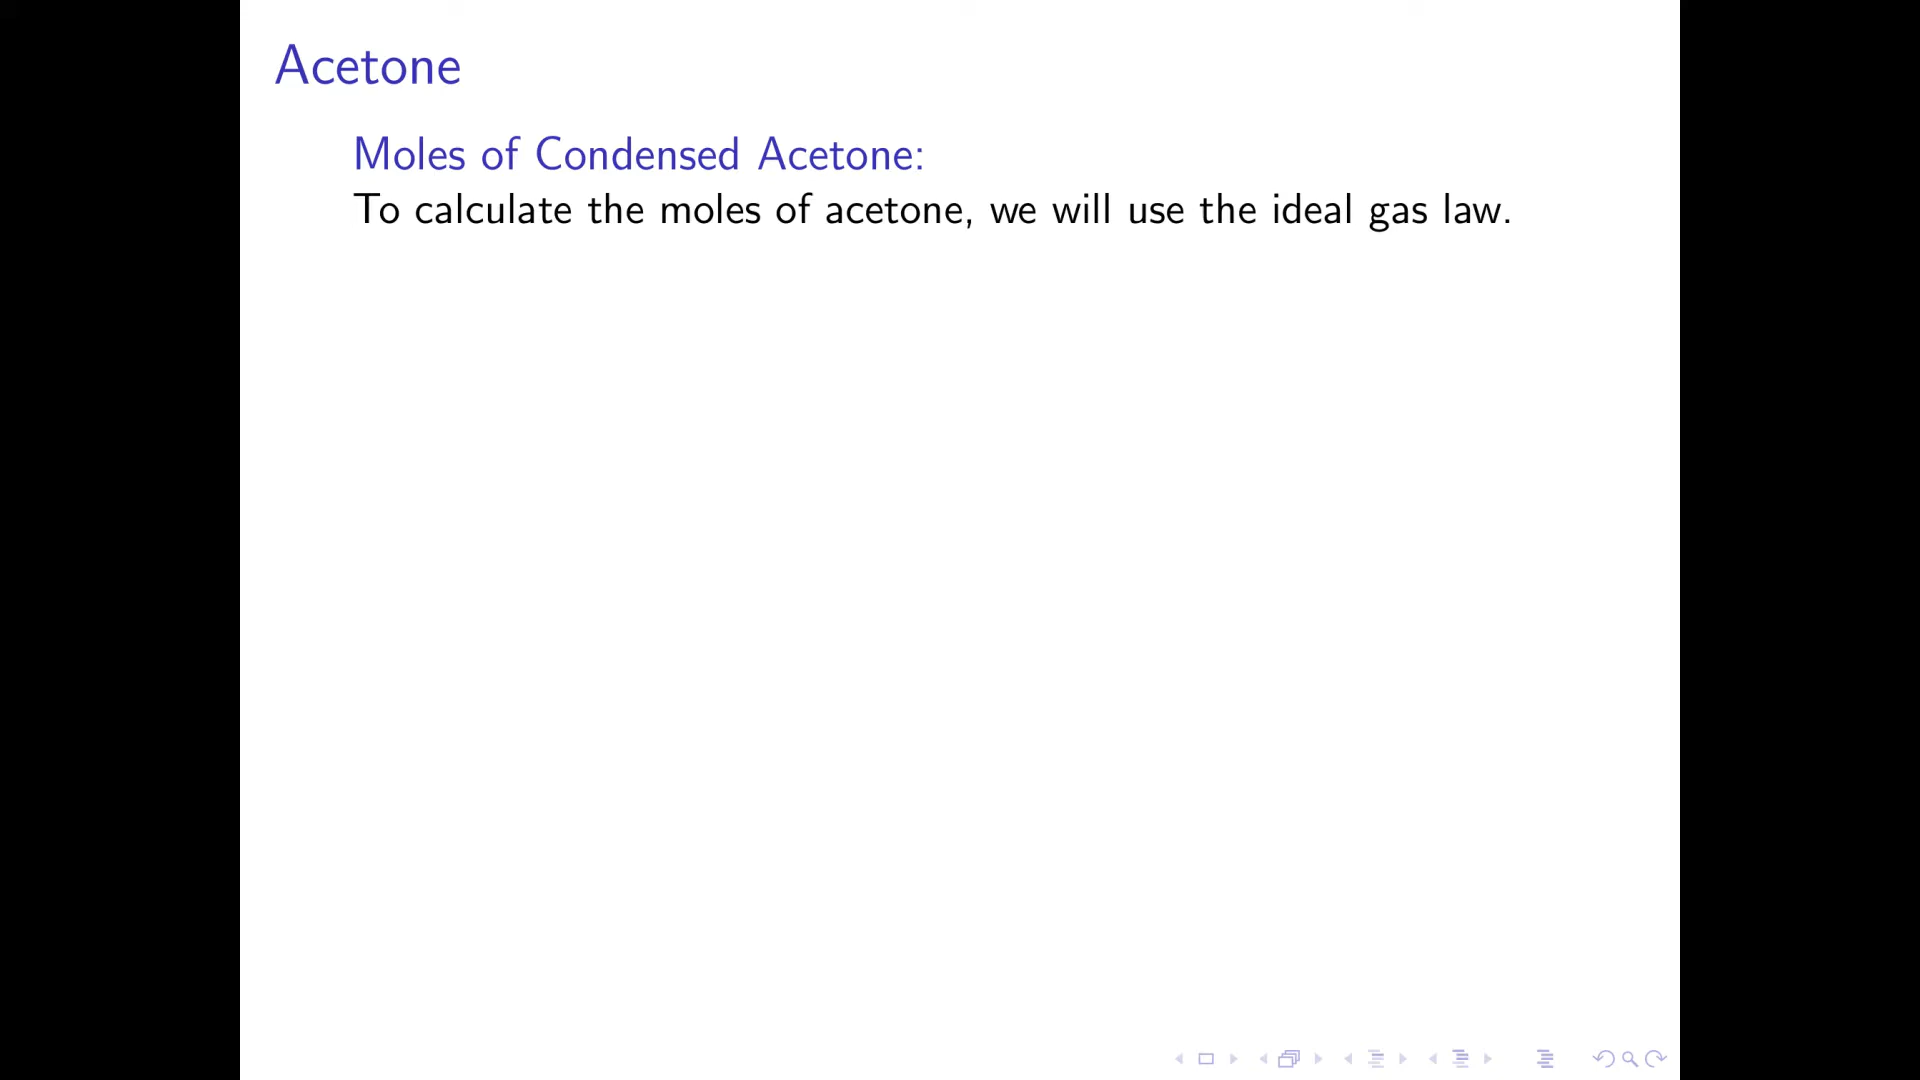 Acetone
Moles of Condensed Acetone:
To calculate the moles of acetone, we will use the ideal gas law.